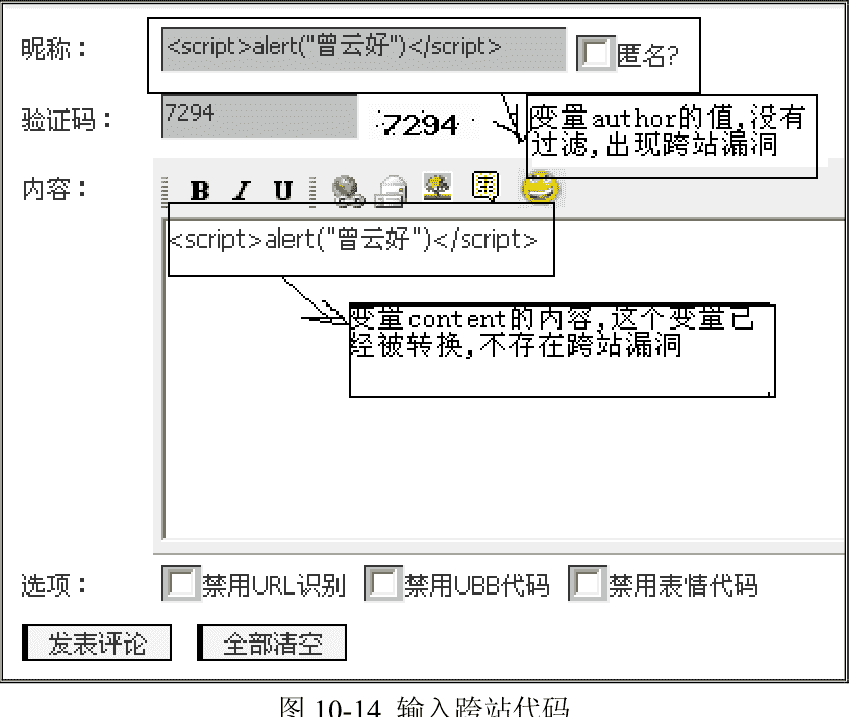 昵称：
<script>alert("曾云好")</script>
匿名?
验证码：
7294
7294
变量author的值,没有
过滤,出现跨站漏洞
内容：
B I U
<script>alert("曾云好")</script>
变量content的内容,这个变量已
经被转换,不存在跨站漏洞
选项：
禁用URL识别 禁用UBB代码 禁用表情代码
发表评论 全部清空
图 10-14 输入跨站代码